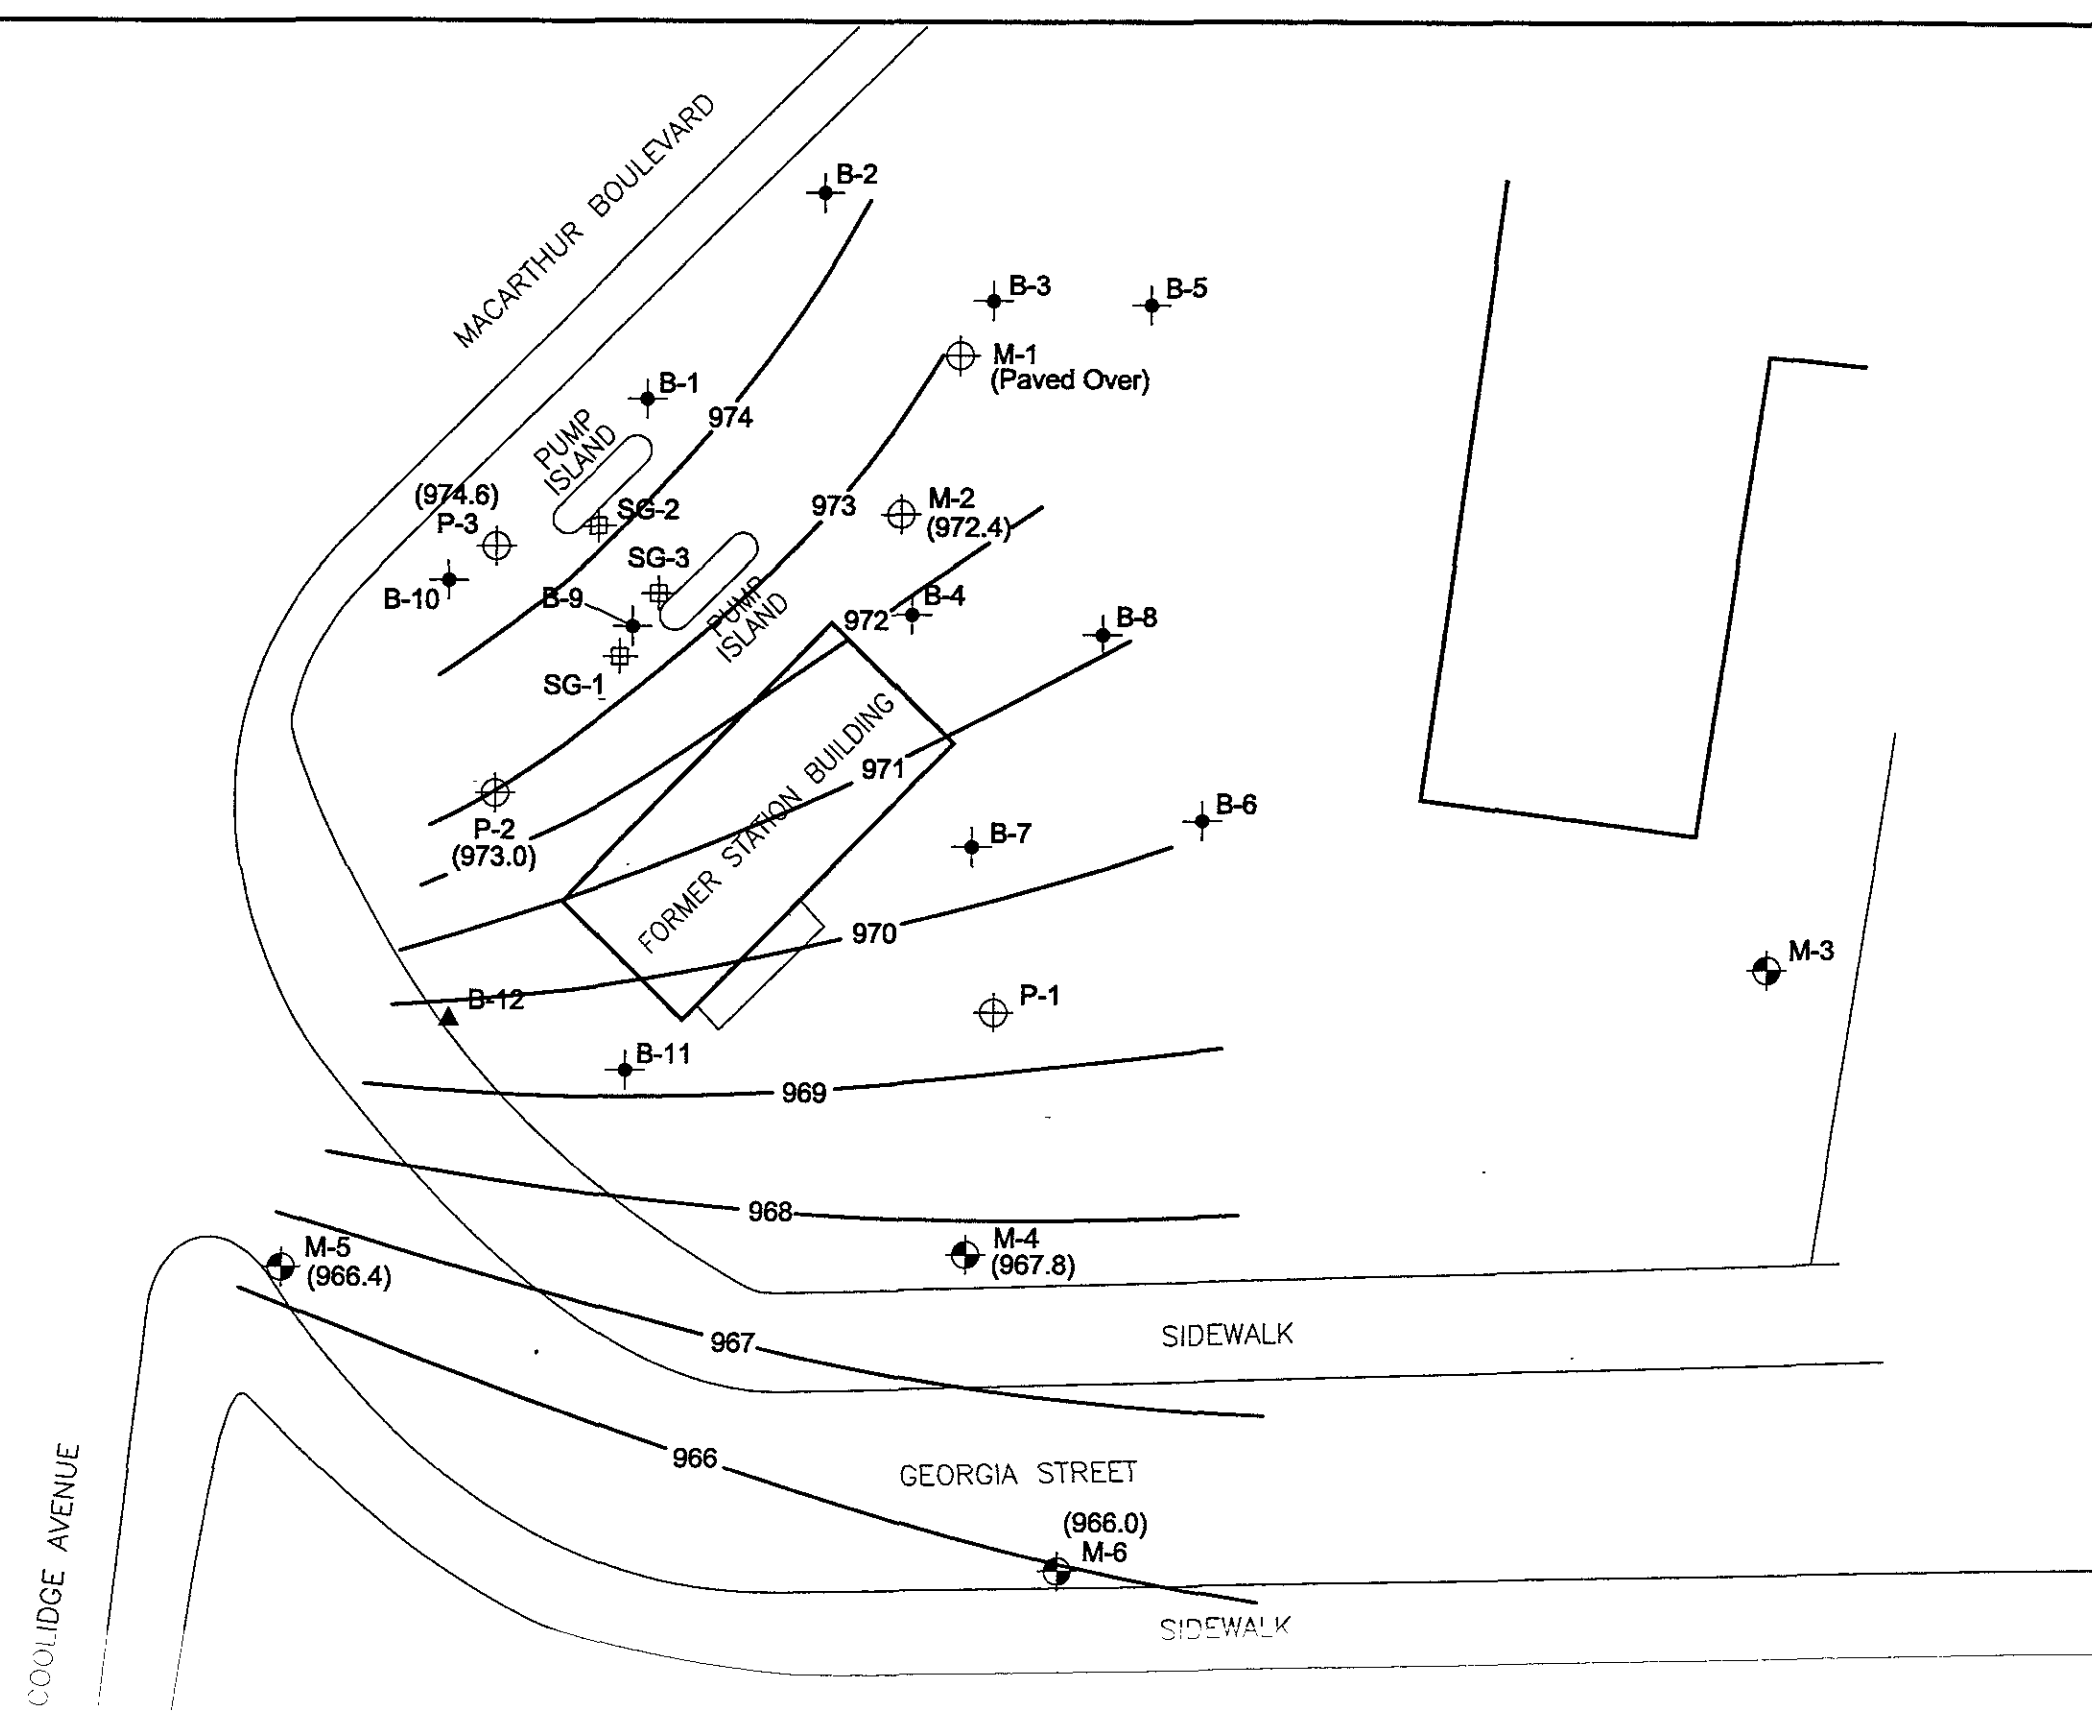 MACARTHUR BOULEVARD
B-2
B-3
B-5
M-1
(Paved Over)
B-1
974
PUMP
ISLAND
(974.6)
P-3
SG-2
973
M-2
(972.4)
SG-3
B-10
B-9
PUMP
ISLAND
972
B-4
B-8
SG-1
FORMER STATION BUILDING
971
P-2
(973.0)
B-7
B-6
970
M-3
B-12
P-1
B-11
969
968
M-5
(966.4)
M-4
(967.8)
967
SIDEWALK
966
GEORGIA STREET
(966.0)
M-6
SIDEWALK
COOLIDGE AVENUE